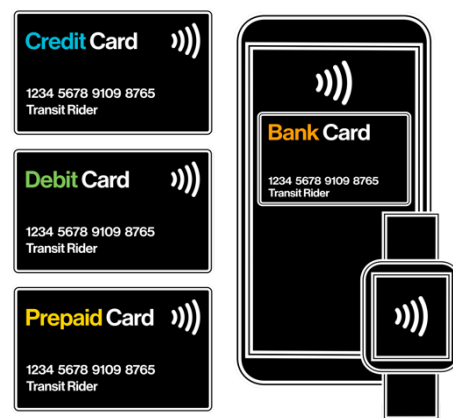 Credit Card
1234 5678 9109 8765
Transit Rider
Debit Card
1234 5678 9109 8765
Transit Rider
Prepaid Card
1234 5678 9109 8765
Transit Rider
Bank Card
1234 5678 9109 8765
Transit Rider